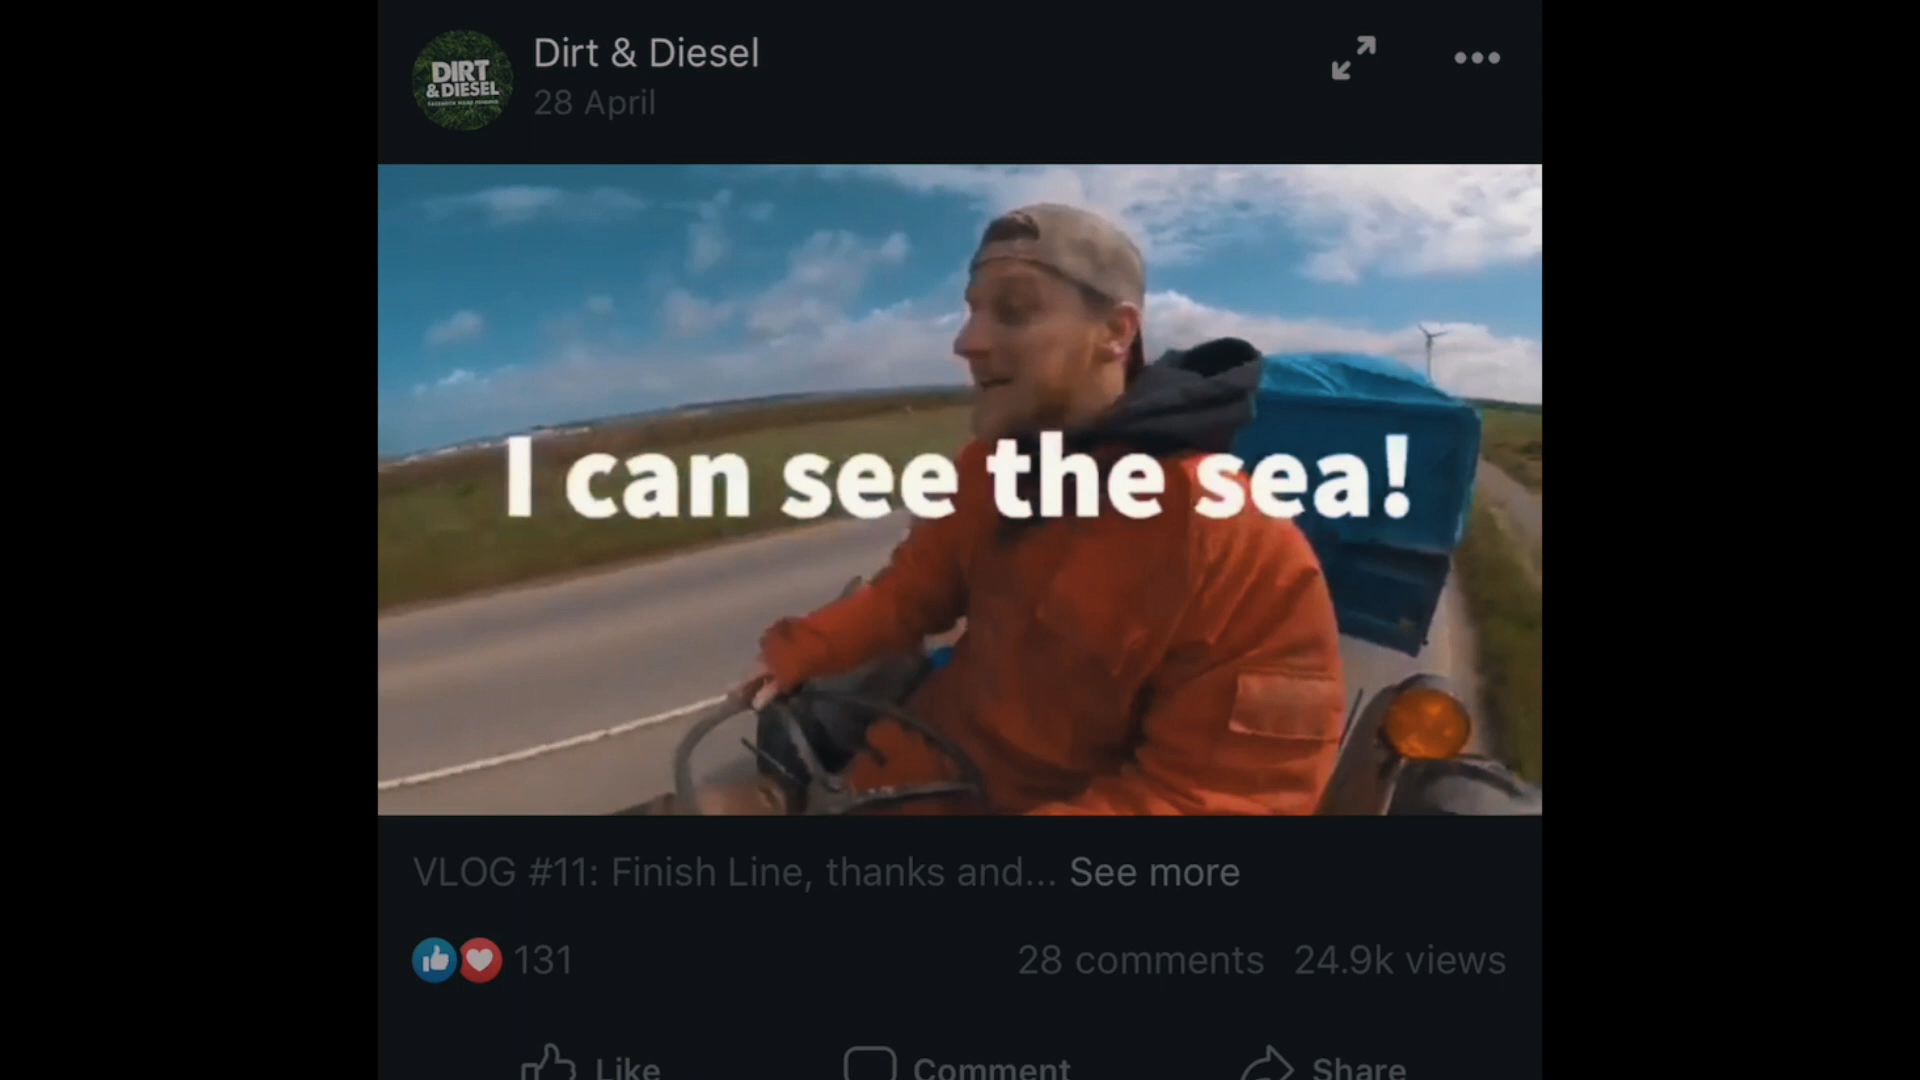 DIRT
& DIESEL
Dirt & Diesel
28 April
I can see the sea!
VLOG #11: Finish Line, thanks and... See more
131
28 comments 24.9k views
Like Comment Share